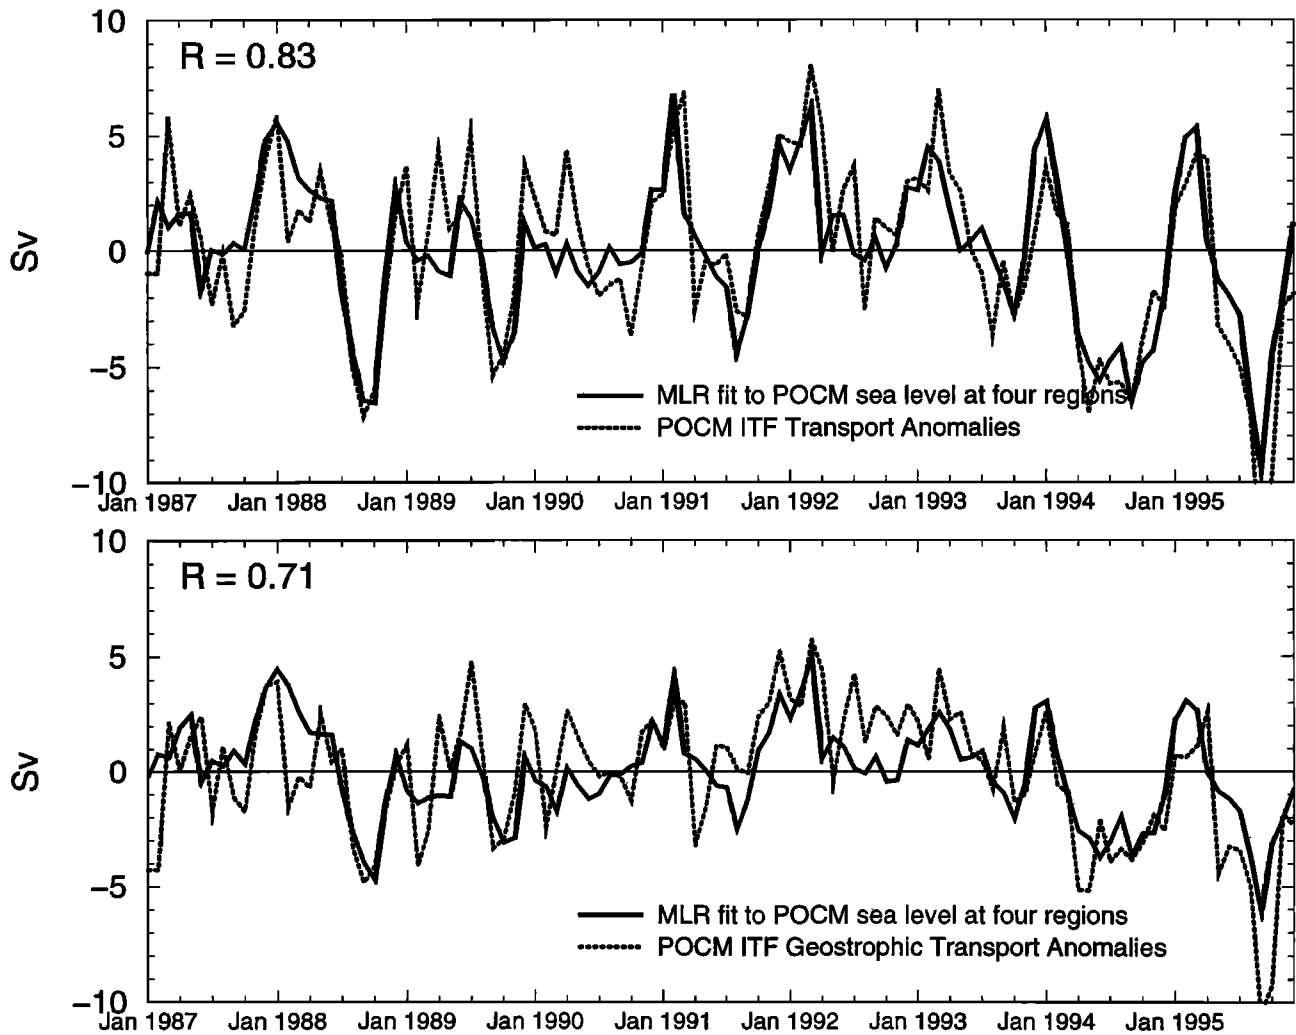 10
R = 0.83
5
Sv
0
−5
MLR fit to POCM sea level at four regions
POCM ITF Transport Anomalies
−10
Jan 1987 Jan 1988 Jan 1989 Jan 1990 Jan 1991 Jan 1992 Jan 1993 Jan 1994 Jan 1995
10
R = 0.71
5
Sv
0
−5
MLR fit to POCM sea level at four regions
POCM ITF Geostrophic Transport Anomalies
−10
Jan 1987 Jan 1988 Jan 1989 Jan 1990 Jan 1991 Jan 1992 Jan 1993 Jan 1994 Jan 1995